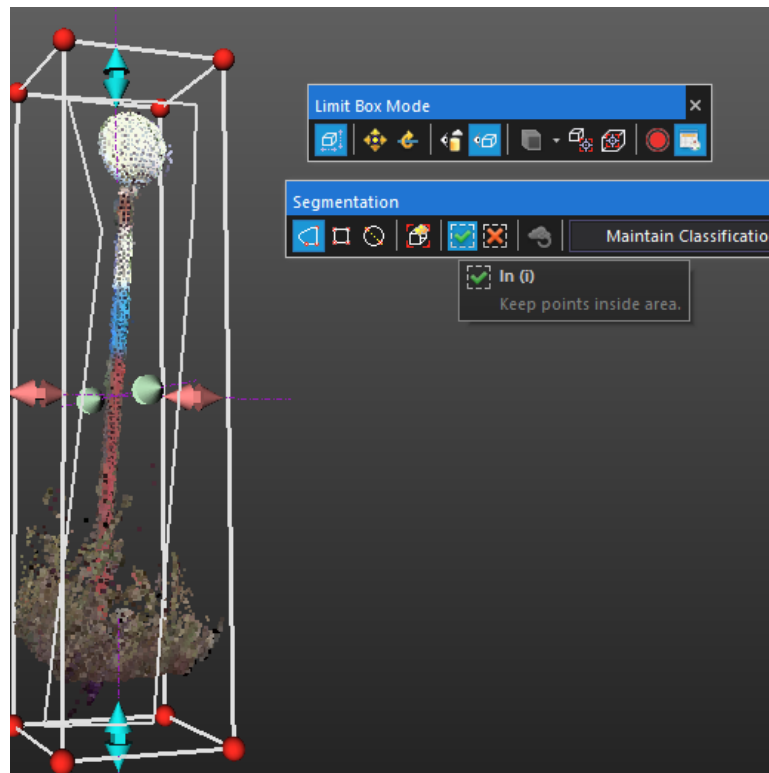 Limit Box Mode
Segmentation
Maintain Classificatio
In (i)
Keep points inside area.